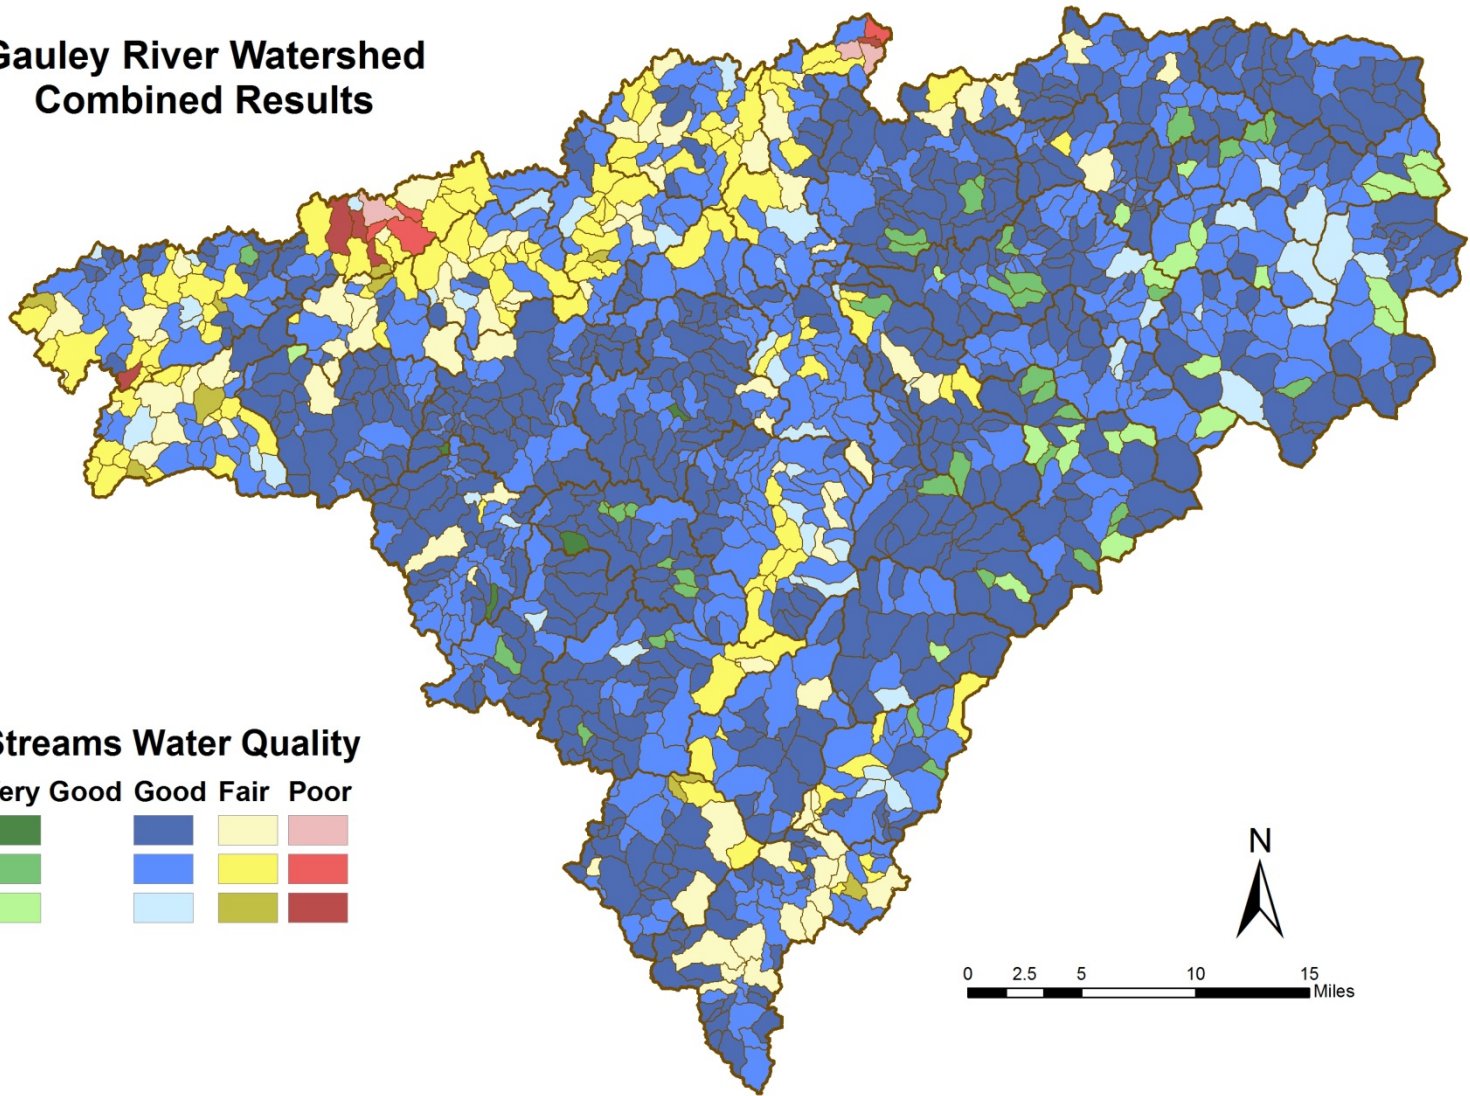 Gauley River Watershed
Combined Results
Streams Water Quality
ery Good Good Fair Poor
N
0 2.5 5 10 15
Miles